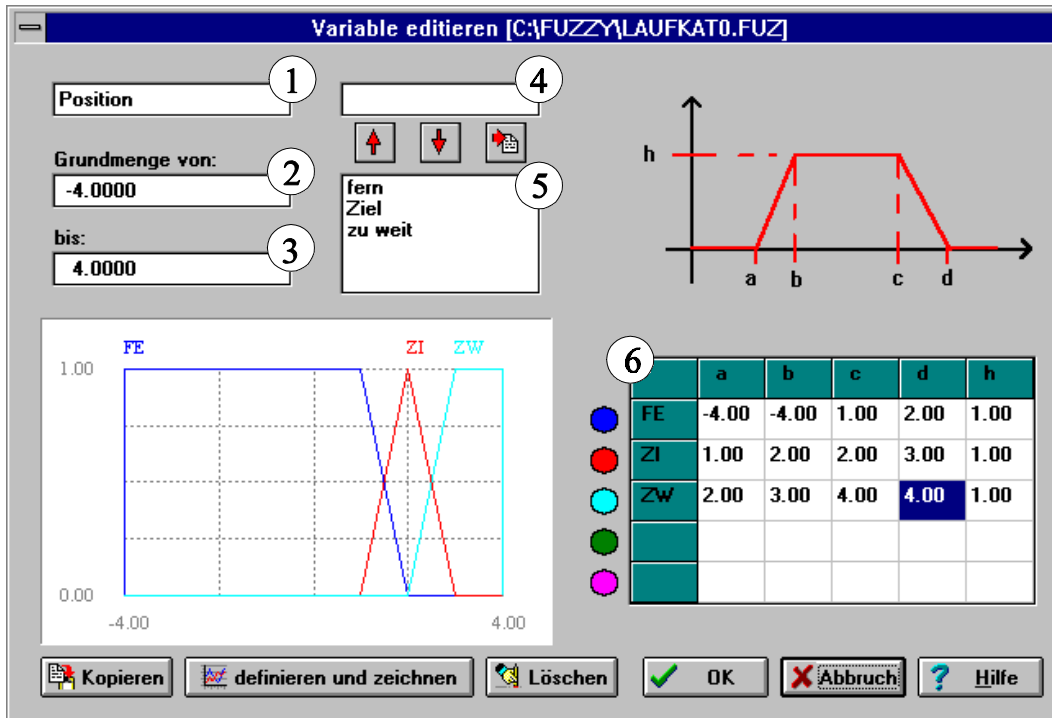 Variable editieren [C:\FUZZY\LAUFKAT0.FUZ]
1
Position
4
Grundmenge von:
2
-4.0000
5
fern
Ziel
zu weit
bis:
3
4.0000
h
a b c d
FE ZI ZW
1.00
0.00
-4.00 4.00
6
a b c d h
FE -4.00 -4.00 1.00 2.00 1.00
ZI 1.00 2.00 2.00 3.00 1.00
ZW 2.00 3.00 4.00 4.00 1.00
Kopieren definieren und zeichnen Löschen OK Abbruch Hilfe